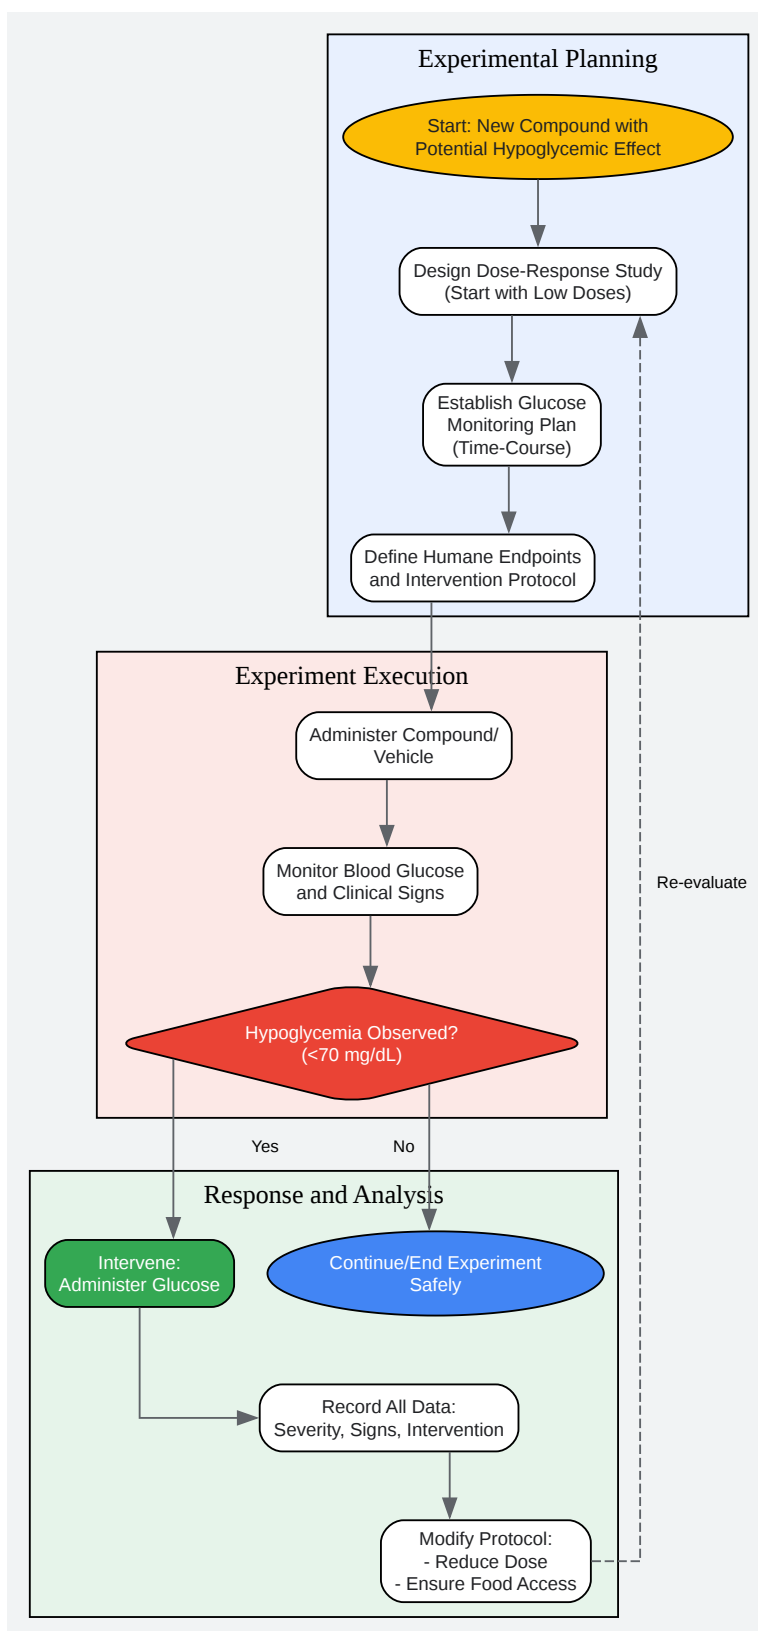 Experimental Planning
Start: New Compound with
Potential Hypoglycemic Effect
Design Dose-Response Study
(Start with Low Doses)
Establish Glucose
Monitoring Plan
(Time-Course)
Define Humane Endpoints
and Intervention Protocol
Experiment Execution
Administer Compound/
Vehicle
Monitor Blood Glucose
and Clinical Signs
Re-evaluate
Hypoglycemia Observed?
(<70 mg/dL)
Yes
No
Response and Analysis
Intervene:
Administer Glucose
Continue/End Experiment
Safely
Record All Data:
Severity, Signs, Intervention
Modify Protocol:
- Reduce Dose
- Ensure Food Access